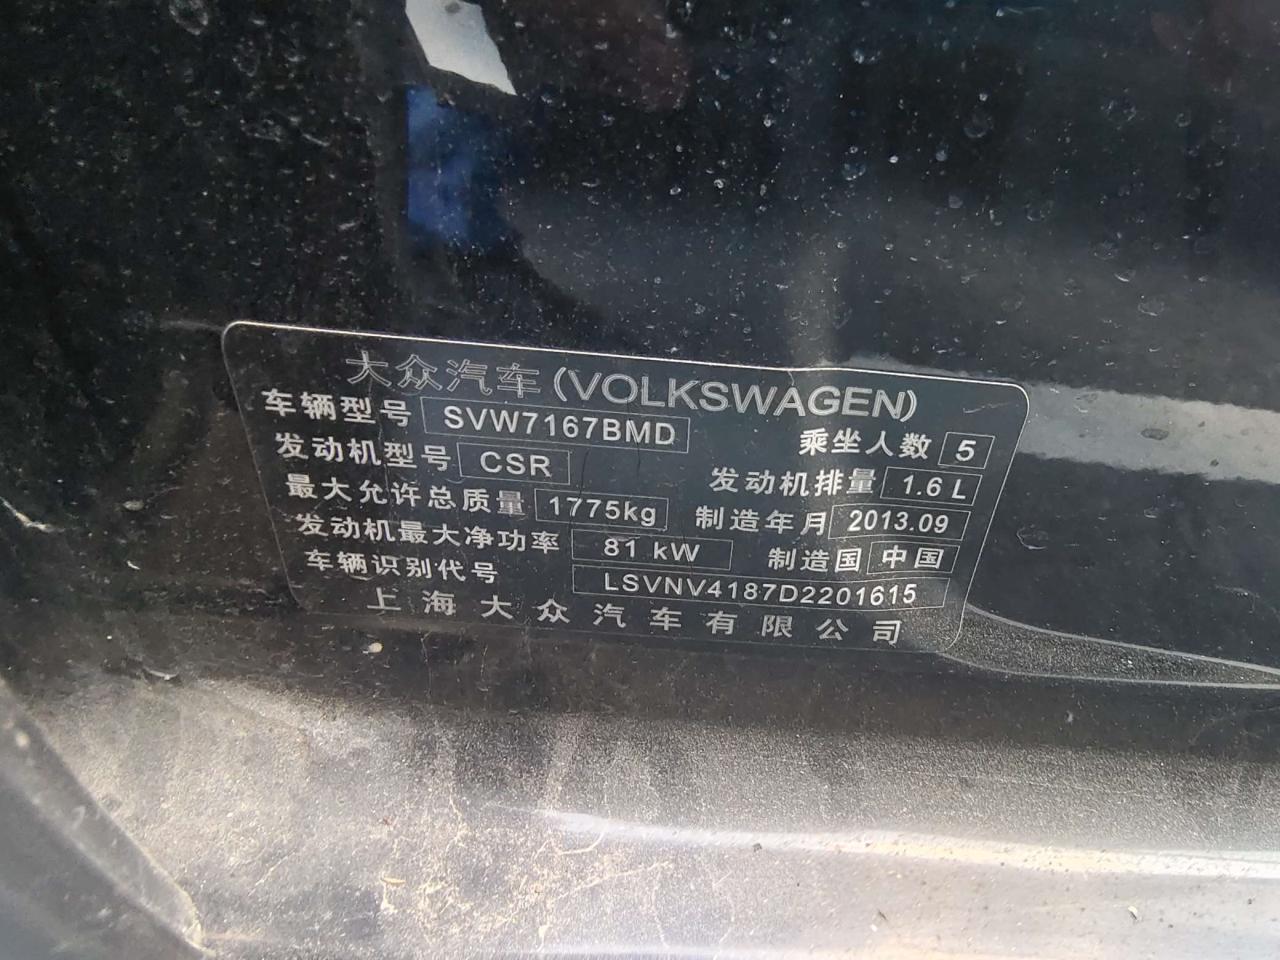 大众汽车(VOLKSWAGEN)
车辆型号 SVW7167BMD 乘坐人数 5
发动机型号 CSR 发动机排量 1.6 L
最大允许总质量 1775kg 制造年月 2013.09
发动机最大净功率 81 kW 制造国 中国
车辆识别代号 LSVNV4187D2201615
上海大众汽车有限公司